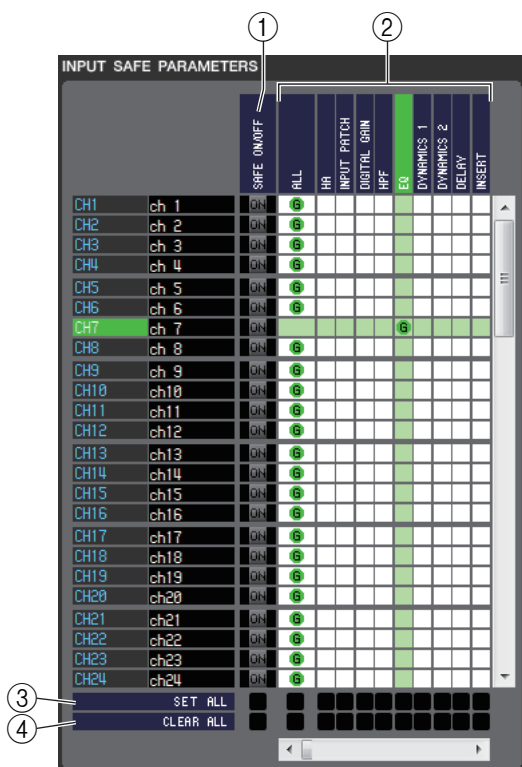 ① ②
INPUT SAFE PARAMETERS
SAFE ON/OFF
ALL
HA
INPUT PATCH
DIGITAL GAIN
HPF
EQ
DYNAMICS 1
DYNAMICS 2
DELAY
INSERT
CH1 ch 1 ON G
CH2 ch 2 ON G
CH3 ch 3 ON G
CH4 ch 4 ON G
CH5 ch 5 ON G
CH6 ch 6 ON G
CH7 ch 7 ON G
CH8 ch 8 ON G
CH9 ch 9 ON G
CH10 ch10 ON G
CH11 ch11 ON G
CH12 ch12 ON G
CH13 ch13 ON G
CH14 ch14 ON G
CH15 ch15 ON G
CH16 ch16 ON G
CH17 ch17 ON G
CH18 ch18 ON G
CH19 ch19 ON G
CH20 ch20 ON G
CH21 ch21 ON G
CH22 ch22 ON G
CH23 ch23 ON G
CH24 ch24 ON G
③ SET ALL
④ CLEAR ALL